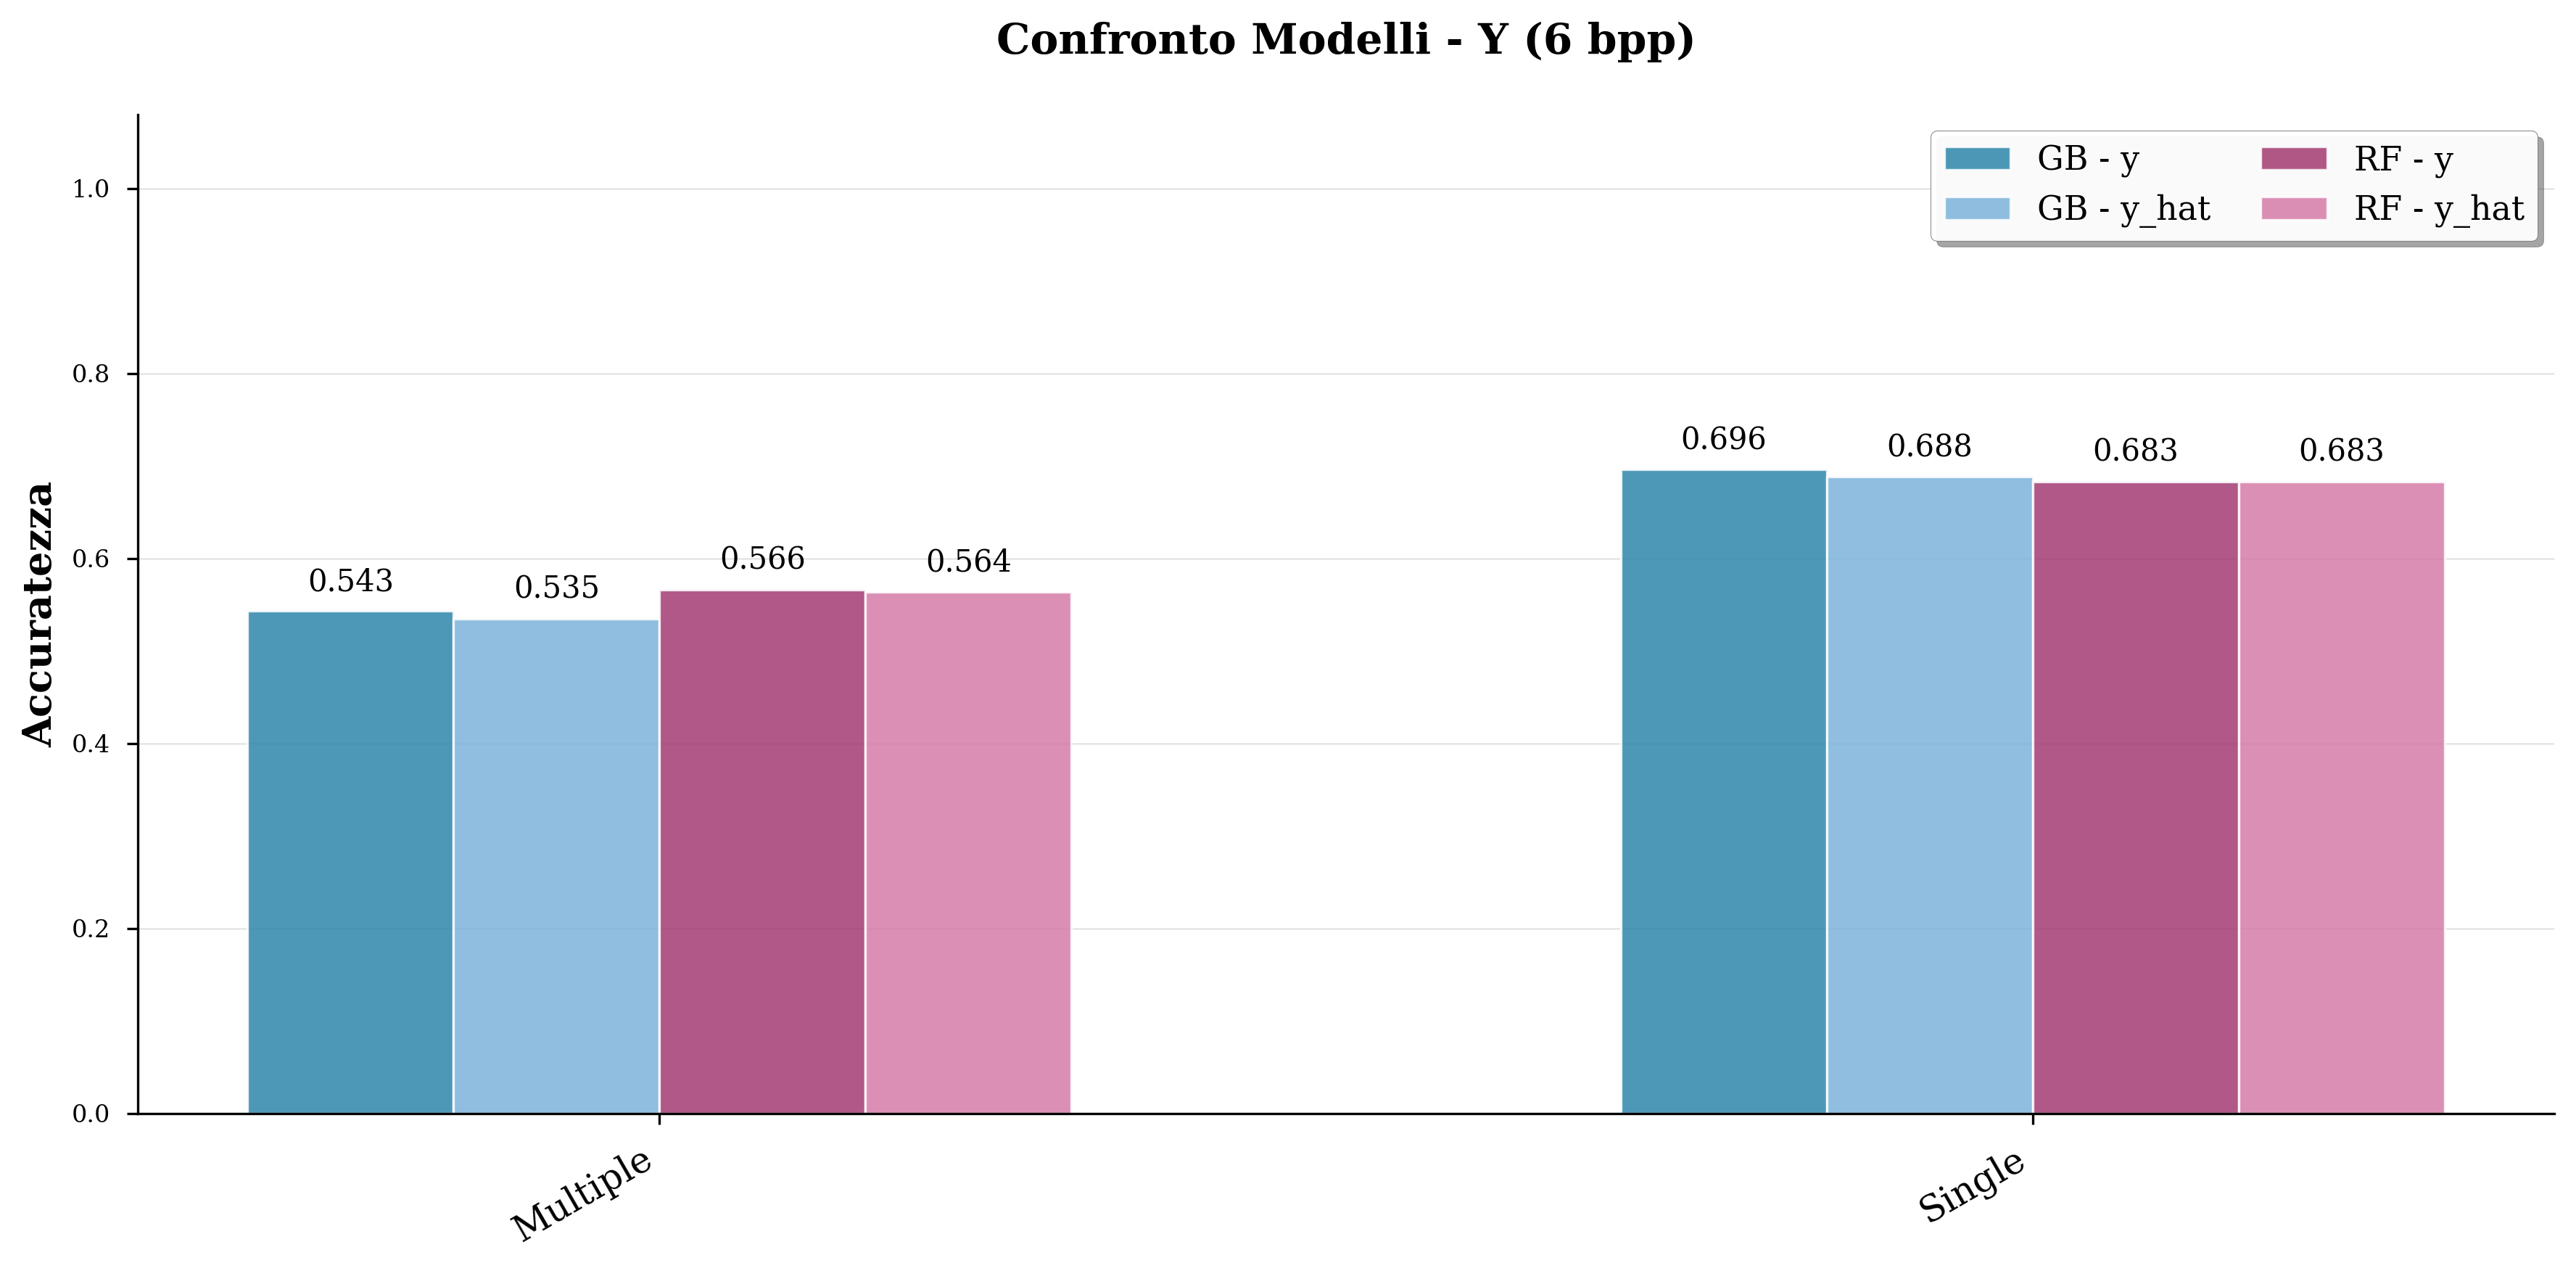 Confronto Modelli - Y (6 bpp)
GB - y
GB - y_hat
RF - y
RF - y_hat
Accuratezza
1.0
0.8
0.6
0.4
0.2
0.0
0.543
0.535
0.566
0.564
0.696
0.688
0.683
0.683
Multiple
Single